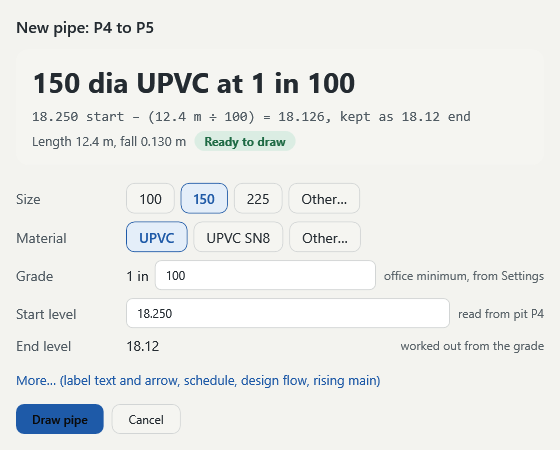 New pipe: P4 to P5
150 dia UPVC at 1 in 100
18.250 start – (12.4 m ÷ 100) = 18.126, kept as 18.12 end
Length 12.4 m, fall 0.130 m Ready to draw
Size 100 150 225 Other...
Material UPVC UPVC SN8 Other...
Grade 1 in 100 office minimum, from Settings
Start level 18.250 read from pit P4
End level 18.12 worked out from the grade
More... (label text and arrow, schedule, design flow, rising main)
Draw pipe Cancel